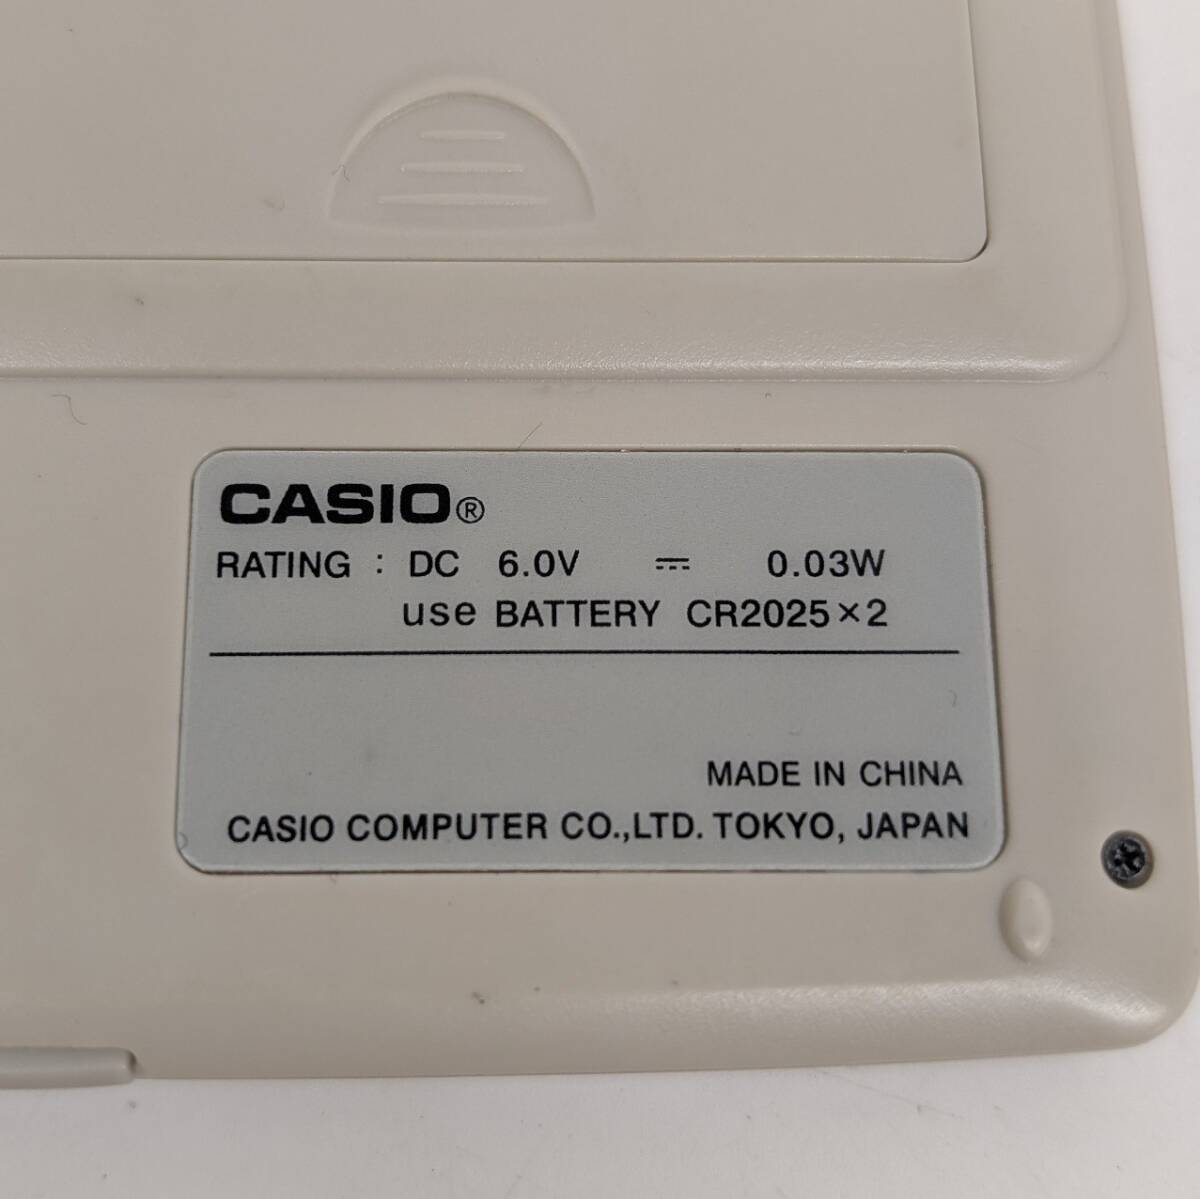 CASIO®
RATING : DC 6.0V ⎓ 0.03W
use BATTERY CR2025×2
MADE IN CHINA
CASIO COMPUTER CO.,LTD. TOKYO, JAPAN